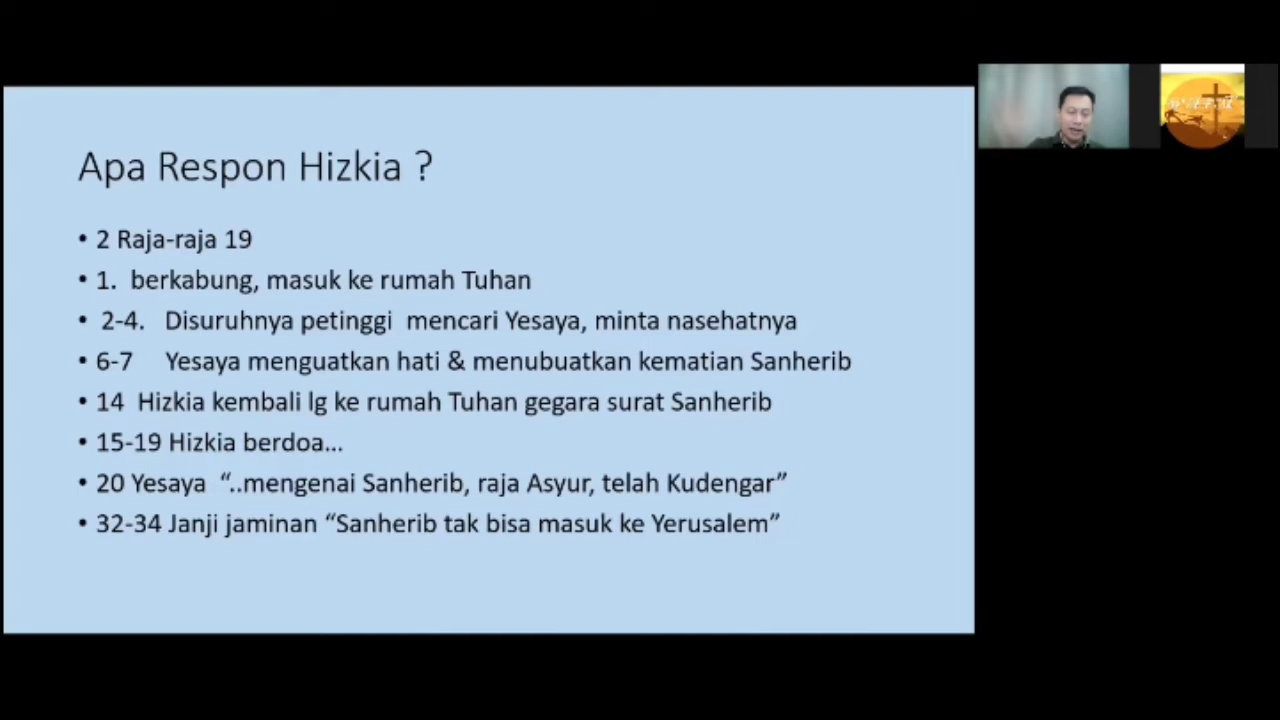 Apa Respon Hizkia ?
• 2 Raja-raja 19
• 1. berkabung, masuk ke rumah Tuhan
• 2-4. Disuruhnya petinggi mencari Yesaya, minta nasehatnya
• 6-7 Yesaya menguatkan hati & menubuatkan kematian Sanherib
• 14 Hizkia kembali lg ke rumah Tuhan gegara surat Sanherib
• 15-19 Hizkia berdoa...
• 20 Yesaya “..mengenai Sanherib, raja Asyur, telah Kudengar”
• 32-34 Janji jaminan “Sanherib tak bisa masuk ke Yerusalem”